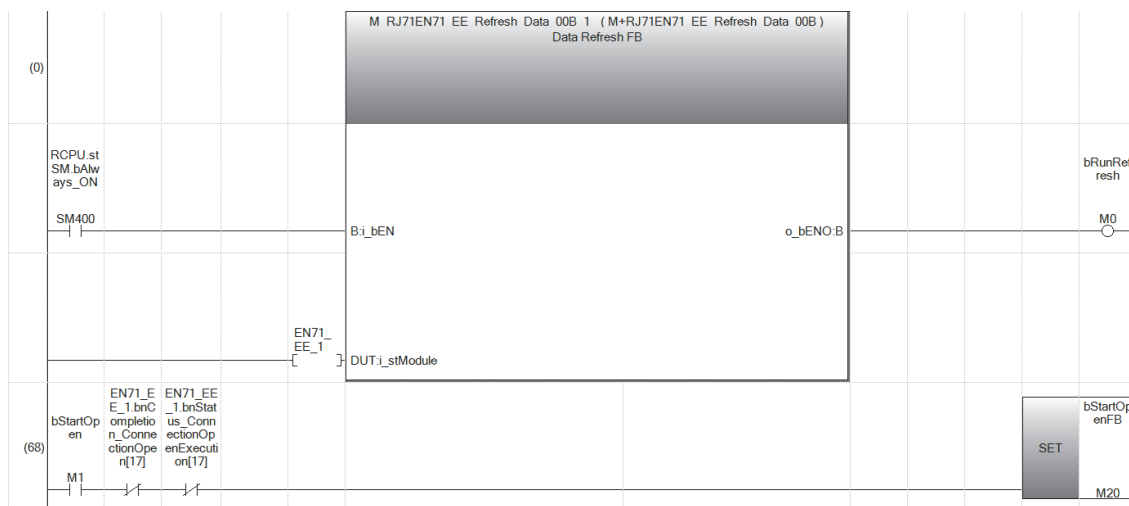 M RJ71EN71 EE Refresh Data 00B 1 ( M+RJ71EN71 EE Refresh Data 00B )
Data Refresh FB
(0)
RCPU.st
SM.bAlw
ays_ON
SM400
B:i_bEN
o_bENO:B
bRunRef
resh
M0
EN71_
EE_1
DUT:i_stModule
(68)
bStartOp
en
M1
EN71_E
E_1.bnC
ompletio
n_Conne
ctionOpe
n[17]
EN71_EE
_1.bnStat
us_Conn
ectionOp
enExecuti
on[17]
SET
bStartOp
enFB
M20